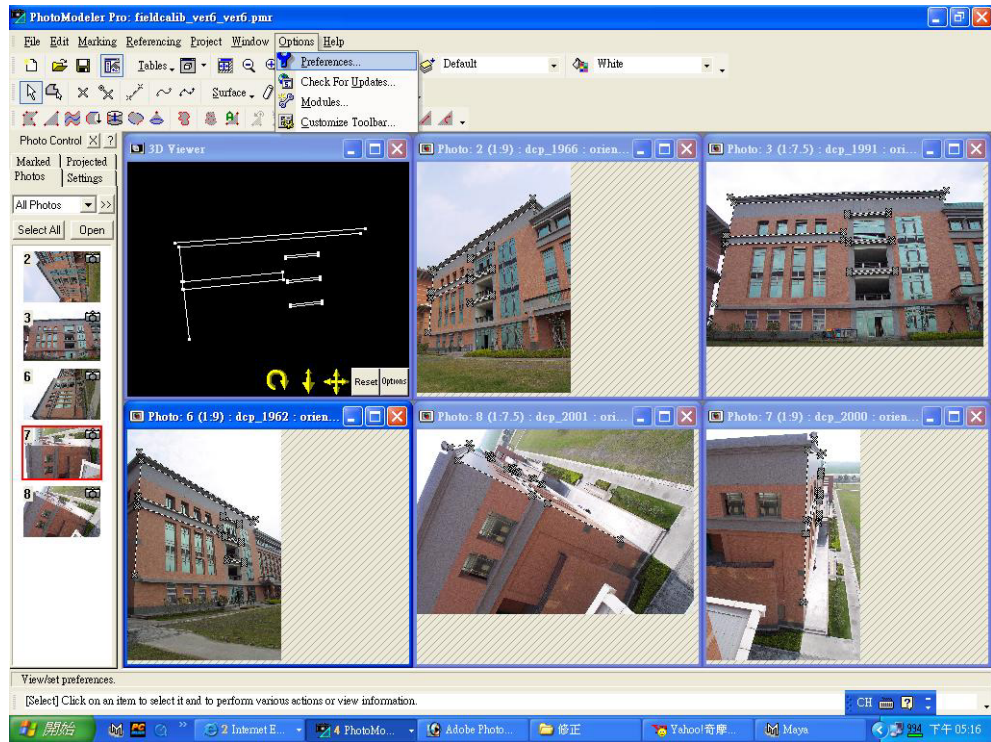 PhotoModeler Pro: fieldcalib_ver6_ver6.pmr
File Edit Marking Referencing Project Window Options Help
Preferences...
Check For Updates...
Modules...
Customize Toolbar...
Tables
Default
White
Surface
Photo Control
Marked Projected
Photos Settings
All Photos >>
Select All Open
2
3
6
7
8
3D Viewer
Reset Options
Photo: 2 (1:9) : dcp_1966 : orien...
Photo: 3 (1:7.5) : dcp_1991 : ori...
Photo: 6 (1:9) : dcp_1962 : orien...
Photo: 8 (1:7.5) : dcp_2001 : ori...
Photo: 7 (1:9) : dcp_2000 : orien...
View/set preferences.
[Select] Click on an item to select it and to perform various actions or view information.
CH
開始 2 Internet E... 4 PhotoMo... Adobe Photo... 修正 Yahoo!奇摩... Maya 994 下午 05:16